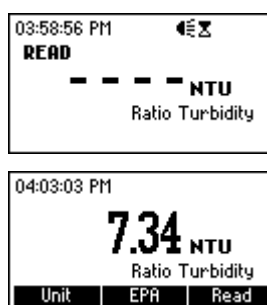 03:58:56 PM
READ
- - - - NTU
Ratio Turbidity
04:03:03 PM
7.34 NTU
Ratio Turbidity
Unit EPA Read